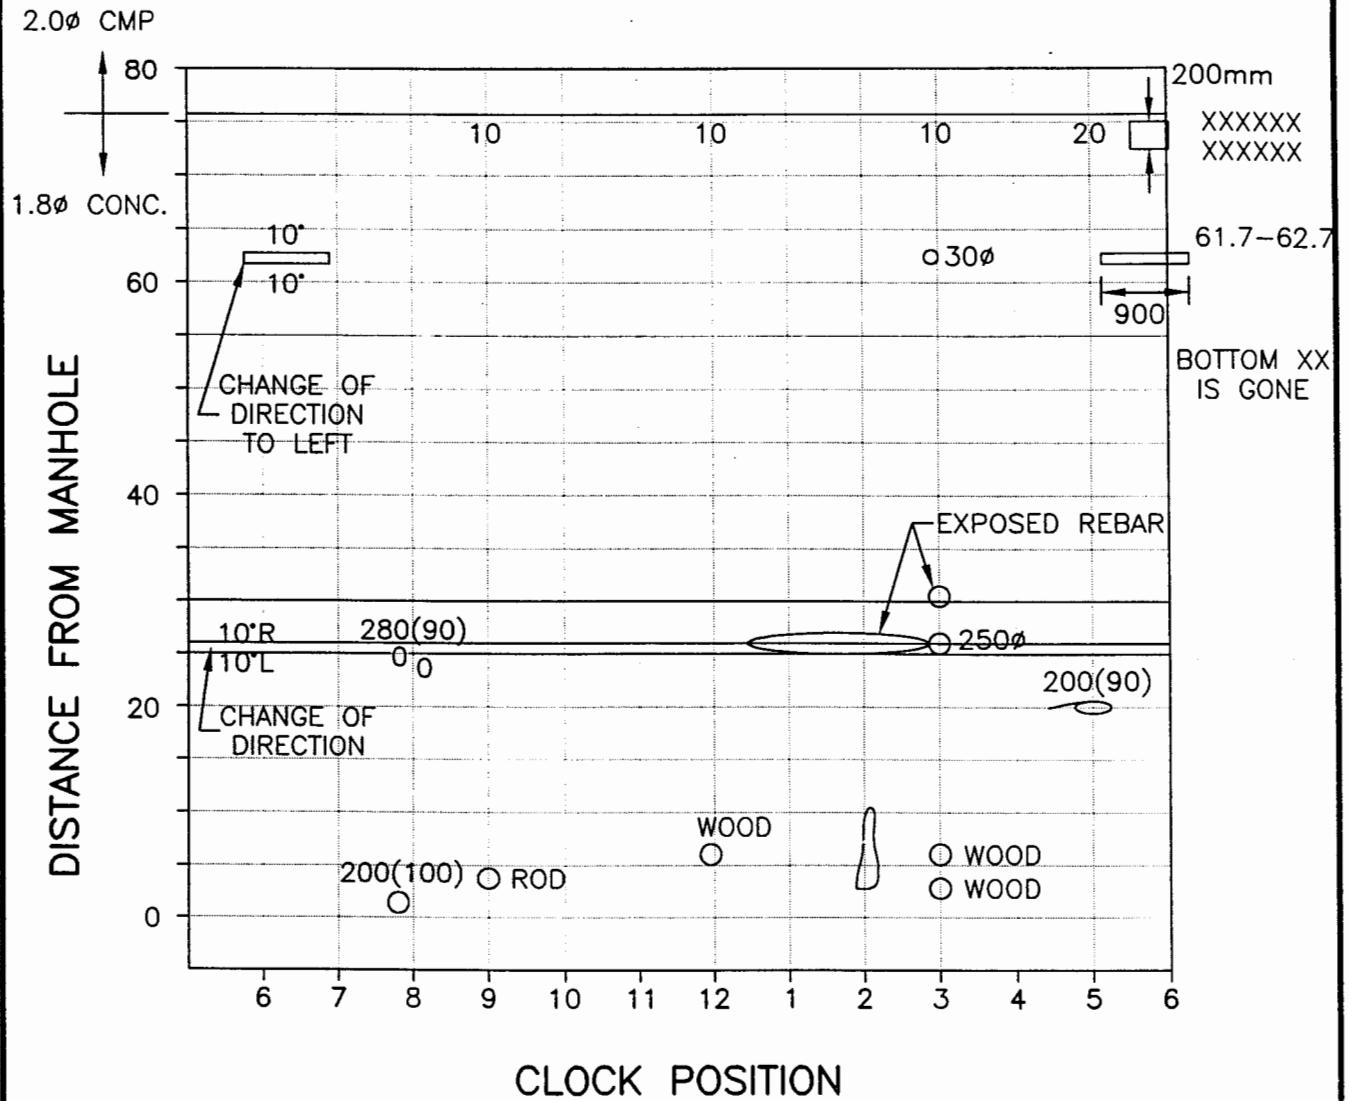 2.0ø CMP
80
200mm
10 10 10 20
XXXXXX
XXXXXX
1.8ø CONC.
10°
10°
30ø
61.7-62.7
60
900
BOTTOM XX
IS GONE
CHANGE OF
DIRECTION
TO LEFT
40
EXPOSED REBAR
10°R
280(90)
250ø
10°L
0 0
200(90)
20
CHANGE OF
DIRECTION
WOOD
WOOD
200(100)
ROD
WOOD
0
6 7 8 9 10 11 12 1 2 3 4 5 6
DISTANCE FROM MANHOLE
CLOCK POSITION